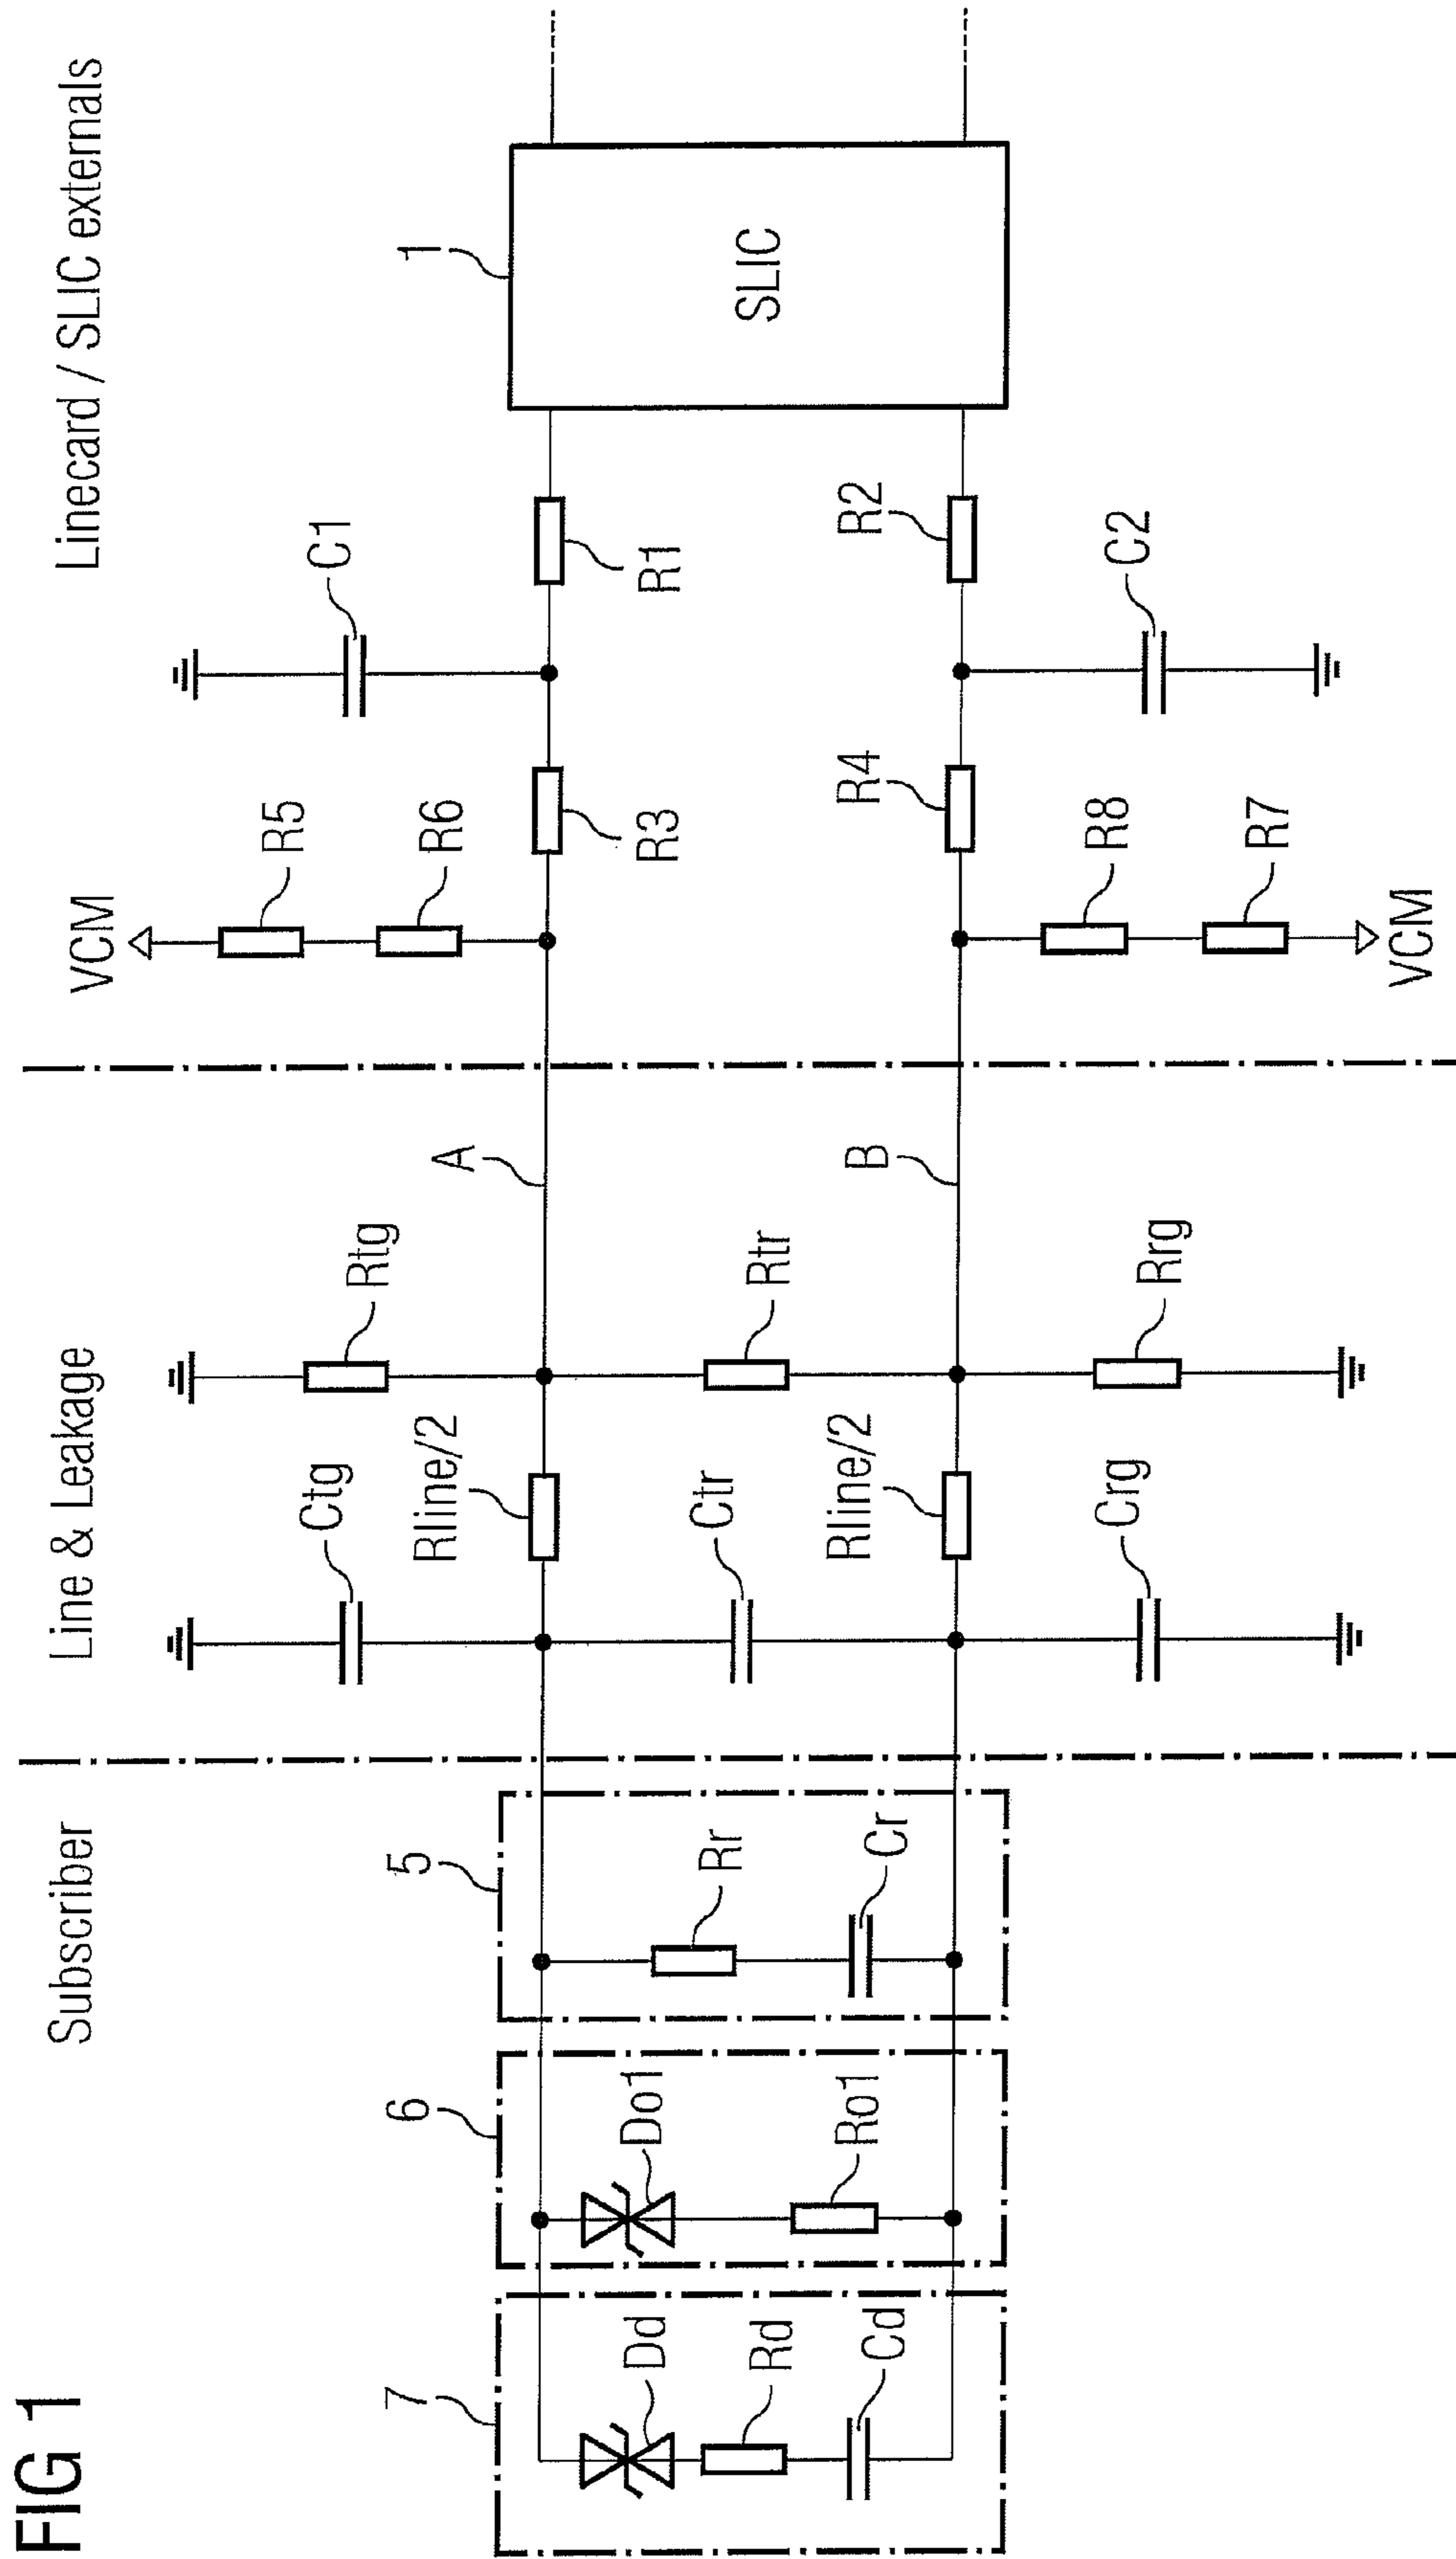 FIG 1
Subscriber
Line & Leakage
Linecard / SLIC externals
7
Dd
Rd
Cd
6
Do1
Ro1
5
Rr
Cr
Ctg
Rline/2
Ctr
Rline/2
Crg
Rtg
Rtr
Rrg
A
B
VCM
R5
R6
R3
R4
R8
R7
VCM
C1
R1
R2
C2
1
SLIC